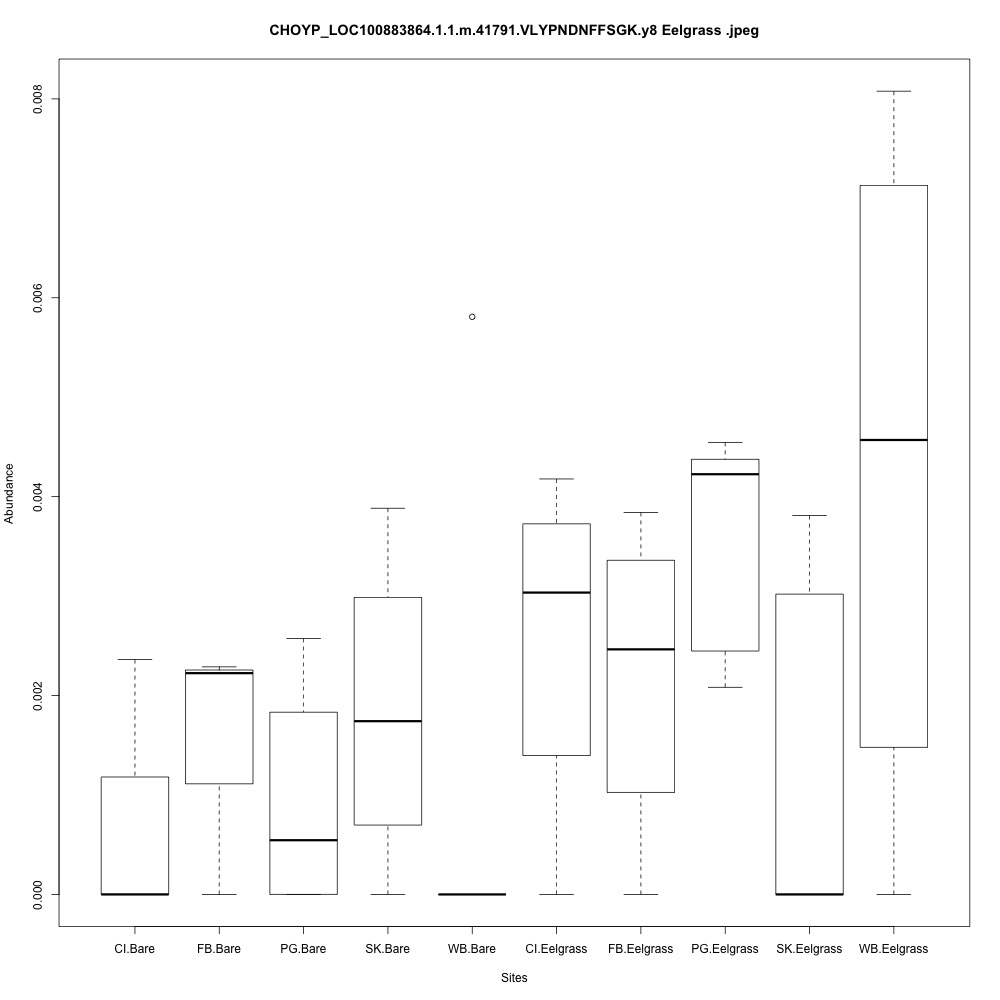 CHOYP_LOC100883864.1.1.m.41791.VLYPNDNFFSGK.y8 Eelgrass .jpeg
0.008
0.006
0.004
0.002
0.000
Abundance
CI.Bare FB.Bare PG.Bare SK.Bare WB.Bare CI.Eelgrass FB.Eelgrass PG.Eelgrass SK.Eelgrass WB.Eelgrass
Sites